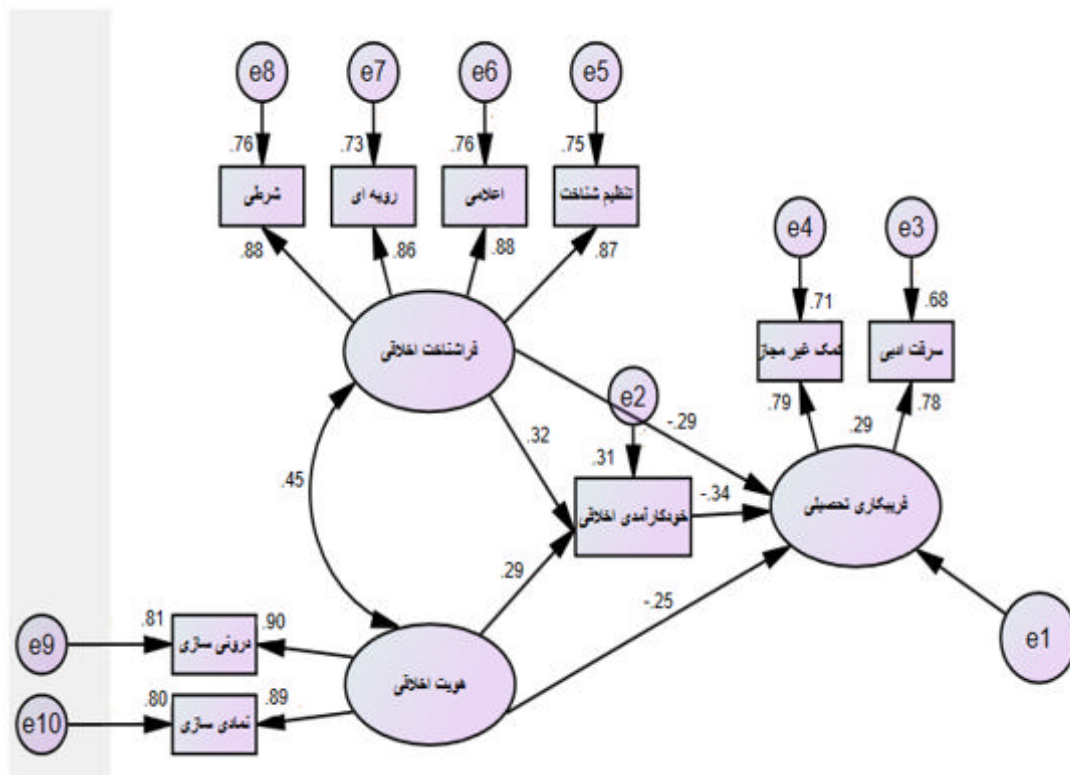 e8
e7
e6
e5
.76
.73
.76
.75
شرطی
رویه ای
اعلامی
تنظیم شناخت
.88
.86
.88
.87
e4
e3
.71
.68
کمک غیر مجاز
سرقت ادبی
.79
.78
فراشناخت اخلاقی
e2
-.29
.29
.32
.31
.45
خودکارآمدی اخلاقی
-.34
فریبکاری تحصیلی
.29
-.25
e9
.81
درونی سازی
.90
e1
هویت اخلاقی
e10
.80
نمادی سازی
.89